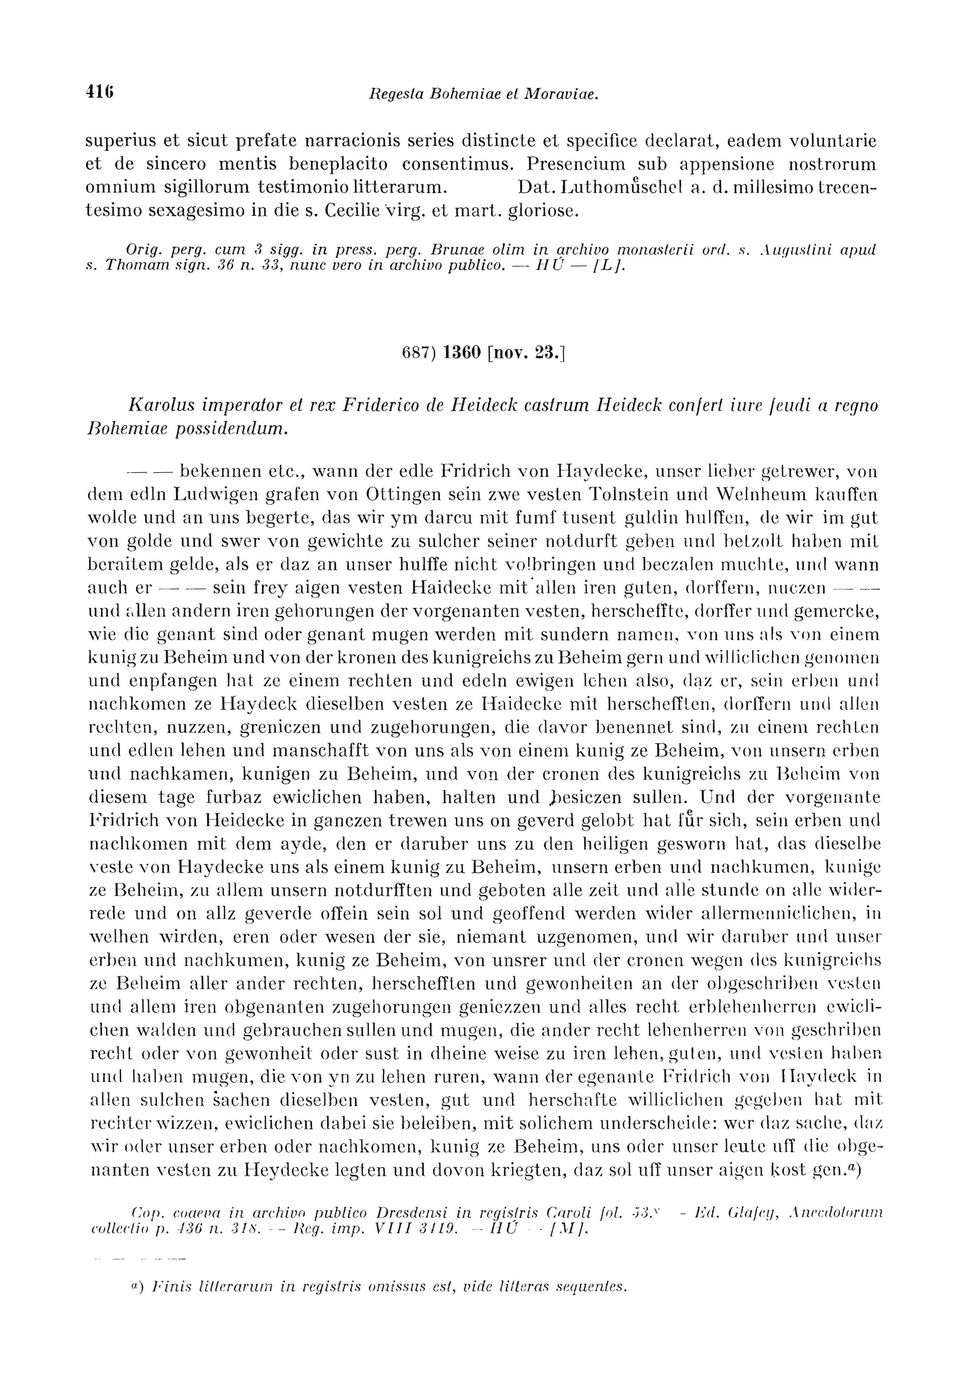 416 Regesta Bohemiae et Moraviae.
superius et sicut prefate narracionis series distincte et specifice declarat, eadem voluntarie
et de sincero mentis beneplacito consentimus. Presencium sub appensione nostrorum
omnium sigillorum testimonio litterarum. Dat. Luthomuͤschel a. d. millesimo trecen-
tesimo sexagesimo in die s. Cecilie virg. et mart. gloriose.
Orig. perg. cum 3 sigg. in press. perg. Brunae olim in archivo monasterii ord. s. Augustini apud
s. Thomam sign. 36 n. 33, nunc vero in archivo publico. — HÚ — [L].
687) 1360 [nov. 23.]
Karolus imperator et rex Friderico de Heideck castrum Heideck confert iure feudi a regno
Bohemiae possidendum.
— — bekennen etc., wann der edle Fridrich von Haydecke, unser lieber getrewer, von
dem edln Ludwigen grafen von Ottingen sein zwe vesten Tolnstein und Welnheum kauffen
wolde und an uns begerte, das wir ym darcu mit fumf tusent guldin hulffen, de wir im gut
von golde und swer von gewichte zu sulcher seiner notdurft geben und betzolt haben mit
beraitem gelde, als er daz an unser hulffe nicht volbringen und beczalen muchte, und wann
auch er — — sein frey aigen vesten Haidecke mit allen iren guten, dorffern, nuczen — —
und allen andern iren gehorungen der vorgenanten vesten, herscheffte, dorffer und gemercke,
wie die genant sind oder genant mugen werden mit sundern namen, von uns als von einem
kunig zu Beheim und von der kronen des kunigreichs zu Beheim gern und williclichen genomen
und enpfangen hat ze einem rechten und edeln ewigen lehen also, daz er, sein erben und
nachkomen ze Haydeck dieselben vesten ze Haidecke mit herschefften, dorffern und allen
rechten, nuzzen, greniczen und zugehorungen, die davor benennet sind, zu einem rechten
und edlen lehen und manschafft von uns als von einem kunig ze Beheim, von unsern erben
und nachkamen, kunigen zu Beheim, und von der cronen des kunigreichs zu Beheim von
diesem tage furbaz ewiclichen haben, halten und besiczen sullen. Und der vorgenante
Fridrich von Heidecke in ganczen trewen uns on geverd gelobt hat fuͤr sich, sein erben und
nachkomen mit dem ayde, den er daruber uns zu den heiligen gesworn hat, das dieselbe
veste von Haydecke uns als einem kunig zu Beheim, unsern erben und nachkumen, kunige
ze Beheim, zu allem unsern notdurfften und geboten alle zeit und alle stunde on alle wider-
rede und on allz geverde offein sein sol und geoffend werden wider allermenniclichen, in
welhen wirden, eren oder wesen der sie, niemant uzgenomen, und wir daruber und unser
erben und nachkumen, kunig ze Beheim, von unsrer und der cronen wegen des kunigreichs
ze Beheim aller ander rechten, herschefften und gewonheiten an der obgeschriben vesten
und allem iren obgenanten zugehorungen geniczzen und alles recht erblehenherren ewicli-
chen walden und gebrauchen sullen und mugen, die ander recht lehenherren von geschriben
recht oder von gewonheit oder sust in dheine weise zu iren lehen, guten, und vesten haben
und haben mugen, die von yn zu lehen ruren, wann der egenante Fridrich von Haydeck in
allen sulchen sachen dieselben vesten, gut und herschafte williclichen gegeben hat mit
rechter wizzen, ewiclichen dabei sie beleiben, mit solichem underscheide: wer daz sache, daz
wir oder unser erben oder nachkomen, kunig ze Beheim, uns oder unser leute uff die obge-
nanten vesten zu Heydecke legten und dovon kriegten, daz sol uff unser aigen kost gen.a)
Cop. coaeva in archivo publico Dresdensi in registris Caroli fol. 53.v - Ed. Glafey, Anecdotorum
collectio p. 436 n. 318. -- Reg. imp. VIII 3419. - HÚ - [M].
a) Finis litterarum in registris omissus est, vide litteras sequentes.